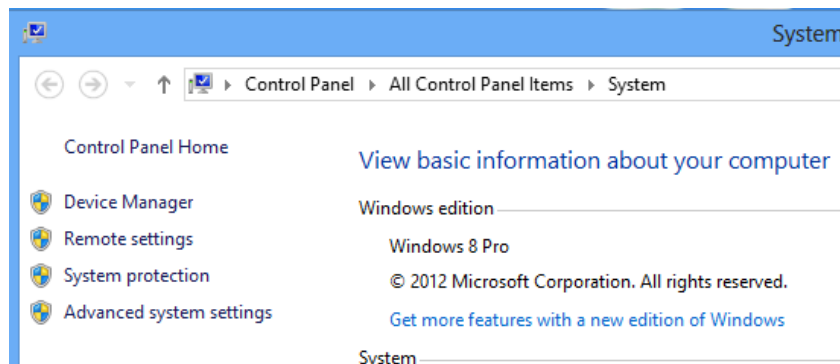 System
Control Panel ▸ All Control Panel Items ▸ System
Control Panel Home
Device Manager
Remote settings
System protection
Advanced system settings
View basic information about your computer
Windows edition
Windows 8 Pro
© 2012 Microsoft Corporation. All rights reserved.
Get more features with a new edition of Windows
System